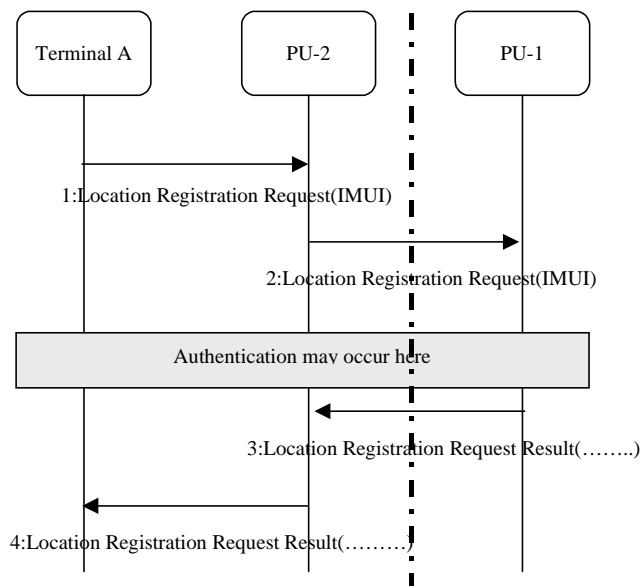 Terminal A
PU-2
PU-1
1:Location Registration Request(IMUI)
2:Location Registration Request(IMUI)
Authentication may occur here
3:Location Registration Request Result(……..)
4:Location Registration Request Result(………)